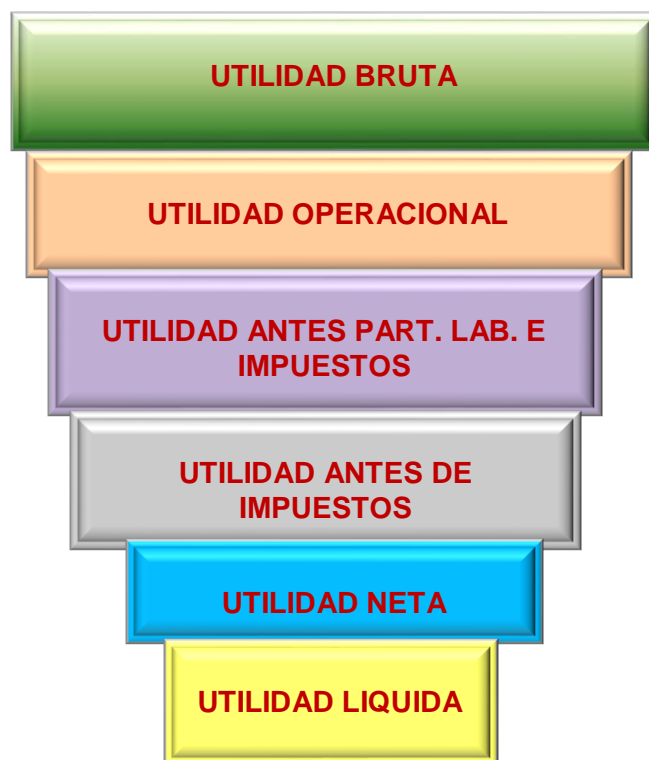 UTILIDAD BRUTA
UTILIDAD OPERACIONAL
UTILIDAD ANTES PART. LAB. E
IMPUESTOS
UTILIDAD ANTES DE
IMPUESTOS
UTILIDAD NETA
UTILIDAD LIQUIDA